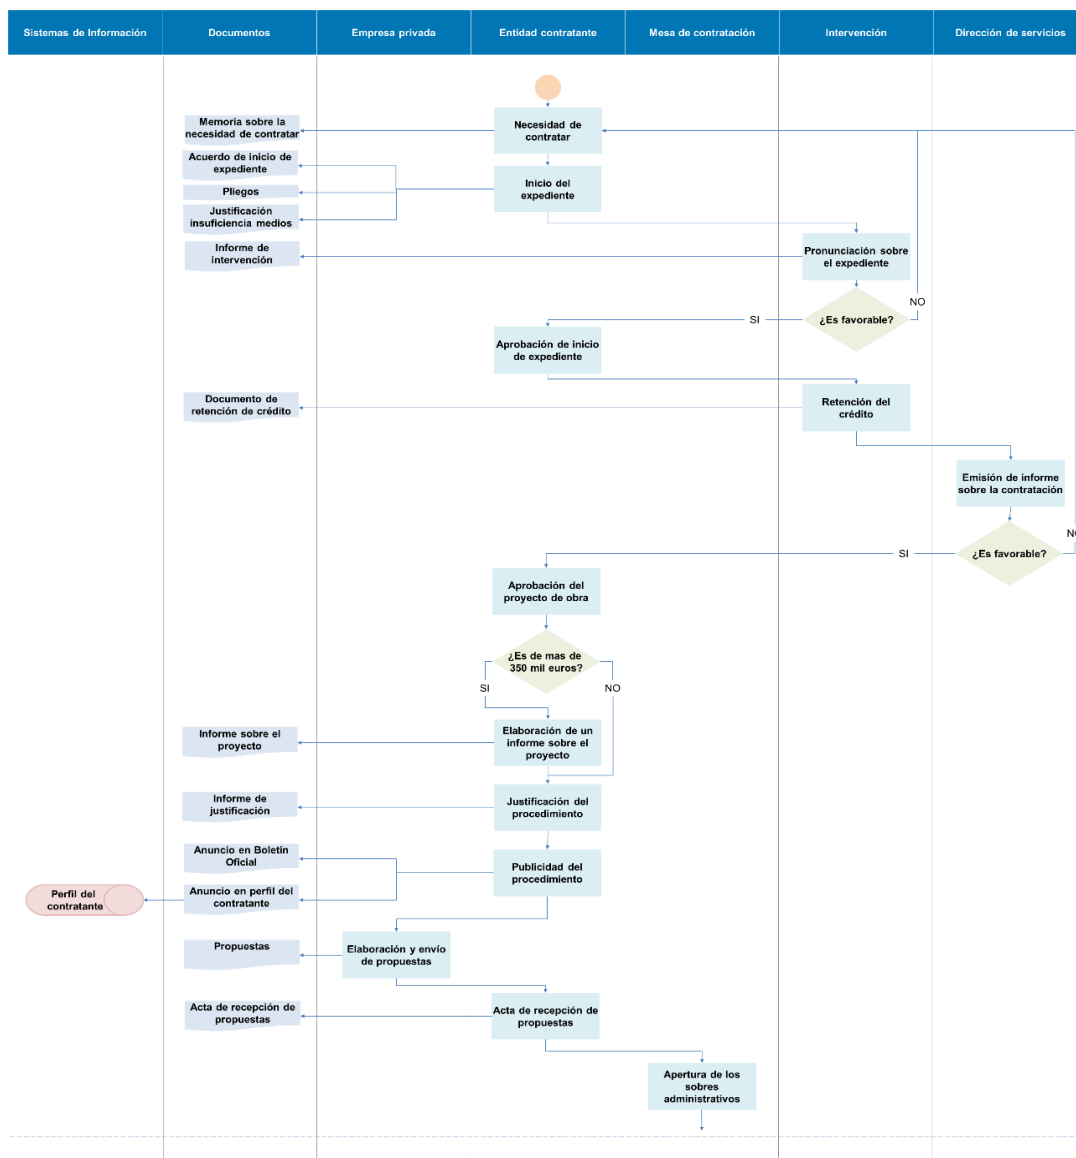 Sistemas de Información
Documentos
Empresa privada
Entidad contratante
Mesa de contratación
Intervención
Dirección de servicios
Memoria sobre la
necesidad de contratar
Necesidad de
contratar
Acuerdo de inicio de
expediente
Pliegos
Justificación
insuficiencia medios
Inicio del
expediente
Informe de
intervención
Pronunciación sobre
el expediente
NO
SI
¿Es favorable?
Aprobación de inicio
de expediente
Documento de
retención de crédito
Retención del
crédito
Emisión de informe
sobre la contratación
SI
¿Es favorable?
Aprobación del
proyecto de obra
¿Es de mas de
350 mil euros?
SI
NO
Informe sobre el
proyecto
Elaboración de un
informe sobre el
proyecto
Informe de
justificación
Justificación del
procedimiento
Anuncio en Boletín
Oficial
Publicidad del
procedimiento
Perfil del
contratante
Anuncio en perfil del
contratante
Propuestas
Elaboración y envío
de propuestas
Acta de recepción de
propuestas
Acta de recepción de
propuestas
Apertura de los
sobres
administrativos